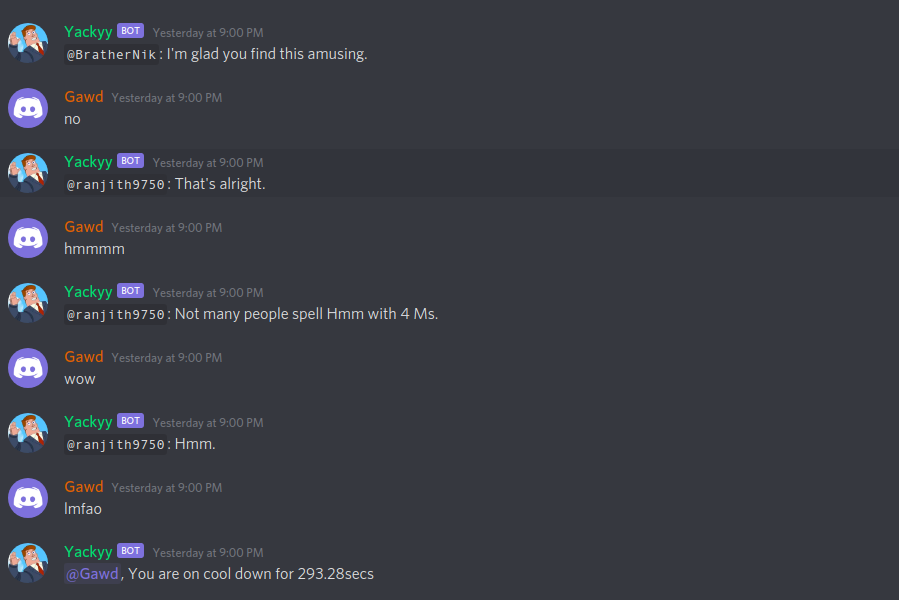 Yackyy BOT Yesterday at 9:00 PM
@BratherNik: I'm glad you find this amusing.
Gawd Yesterday at 9:00 PM
no
Yackyy BOT Yesterday at 9:00 PM
@ranjith9750: That's alright.
Gawd Yesterday at 9:00 PM
hmmmm
Yackyy BOT Yesterday at 9:00 PM
@ranjith9750: Not many people spell Hmm with 4 Ms.
Gawd Yesterday at 9:00 PM
wow
Yackyy BOT Yesterday at 9:00 PM
@ranjith9750: Hmm.
Gawd Yesterday at 9:00 PM
lmfao
Yackyy BOT Yesterday at 9:00 PM
@Gawd, You are on cool down for 293.28secs